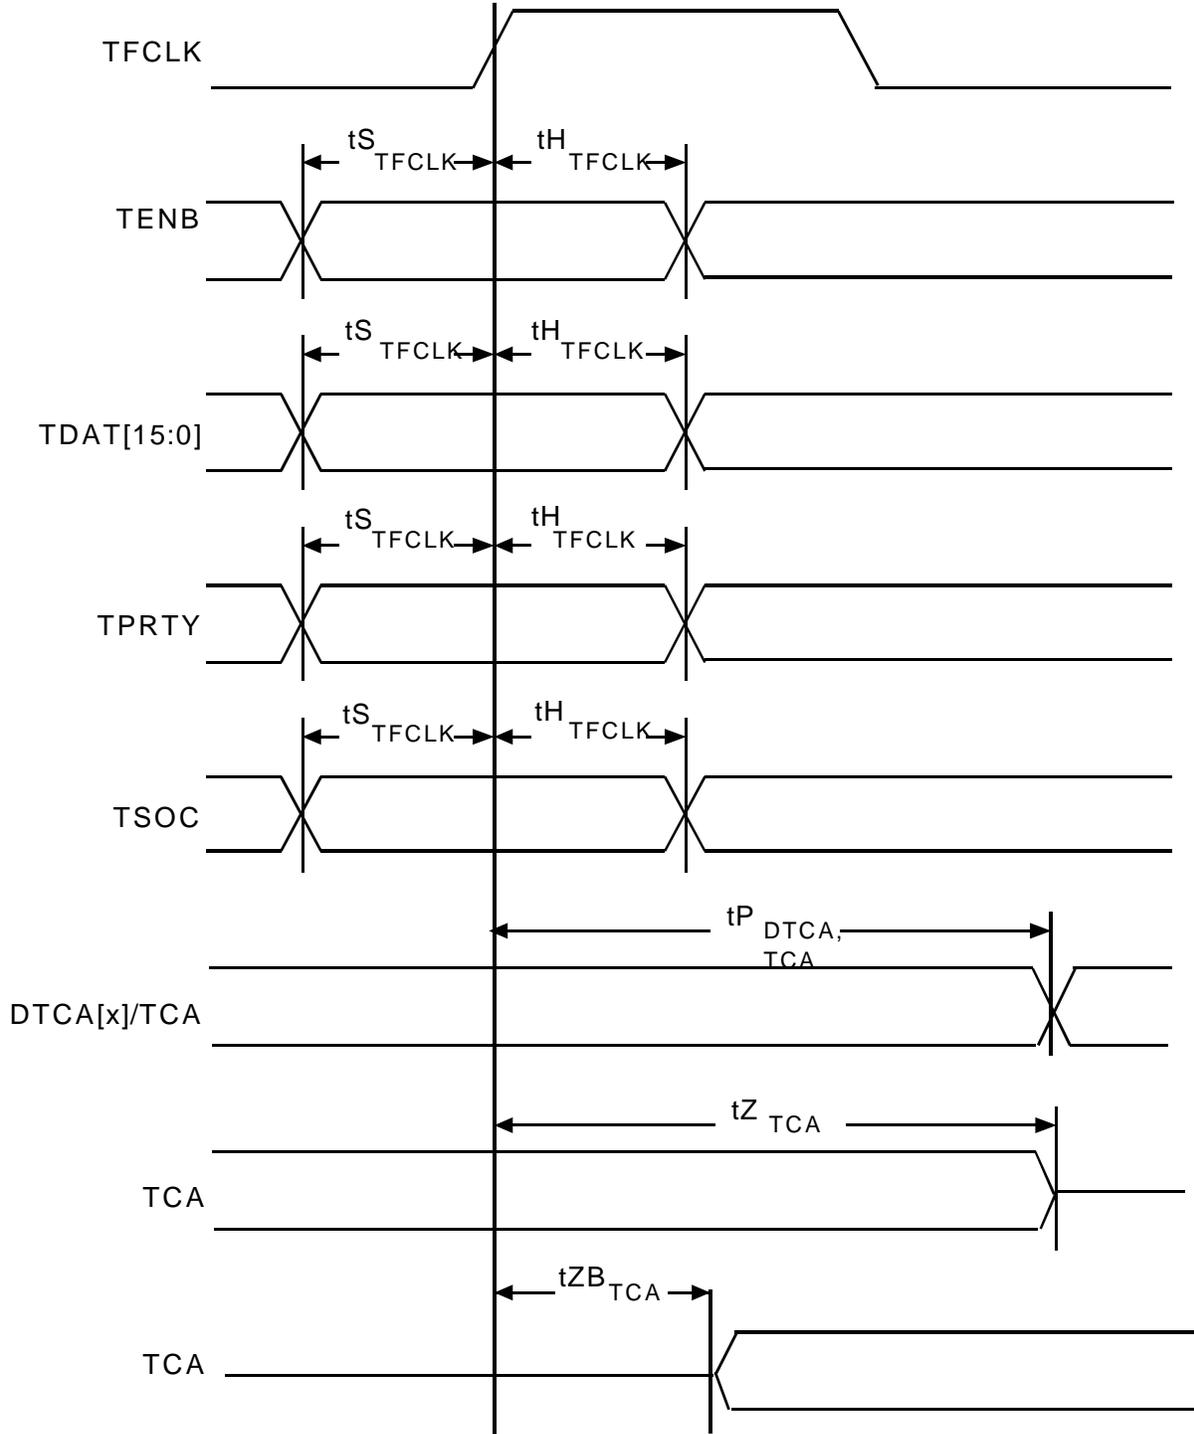 TFCLK
tS TFCLK tH TFCLK
TENB
tS TFCLK tH TFCLK
TDAT[15:0]
tS TFCLK tH TFCLK
TPRTY
tS TFCLK tH TFCLK
TSOC
tP DTCA,
TCA
DTCA[x]/TCA
tZ TCA
TCA
tZB TCA
TCA